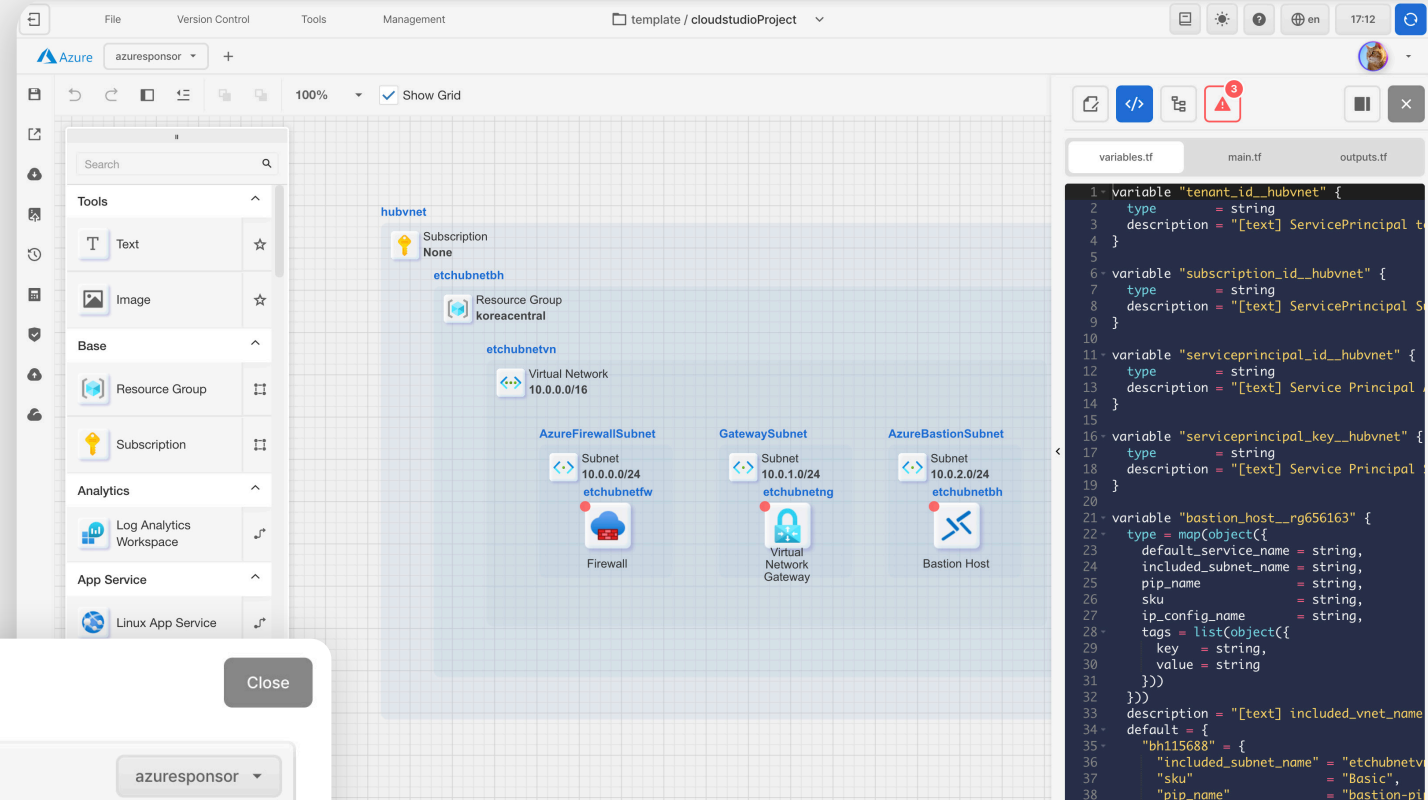 File Version Control Tools Management template / cloudstudioProject en 17:12
Azure azuresponsor +
100% Show Grid
3
Search
Tools
T Text
Image
Base
Resource Group
Subscription
Analytics
Log Analytics
Workspace
App Service
Linux App Service
Close
azuresponsor
hubvnet
Subscription
None
etchubnetbh
Resource Group
koreacentral
etchubnetvn
Virtual Network
10.0.0.0/16
AzureFirewallSubnet
Subnet
10.0.0.0/24
etchubnetfw
Firewall
GatewaySubnet
Subnet
10.0.1.0/24
etchubnetng
Virtual
Network
Gateway
AzureBastionSubnet
Subnet
10.0.2.0/24
etchubnetbh
Bastion Host
variables.tf main.tf outputs.tf
1 variable "tenant_id__hubvnet" {
2 type = string
3 description = "[text] ServicePrincipal
4 }
5
6 variable "subscription_id__hubvnet" {
7 type = string
8 description = "[text] ServicePrincipal
9 }
10
11 variable "serviceprincipal_id__hubvnet" {
12 type = string
13 description = "[text] Service Principal
14 }
15
16 variable "serviceprincipal_key__hubvnet" {
17 type = string
18 description = "[text] Service Principal
19 }
20
21 variable "bastion_host__rg656163" {
22 type = map(object({
23 default_service_name = string,
24 included_subnet_name = string,
25 pip_name = string,
26 sku = string,
27 ip_config_name = string,
28 tags = list(object({
29 key = string,
30 value = string
31 }))
32 }))
33 description = "[text] included_vnet_name
34 default = {
35 "bh115688" = {
36 "included_subnet_name" = "etchubnetv
37 "sku" = "Basic",
38 "pip_name" = "bastion-pi